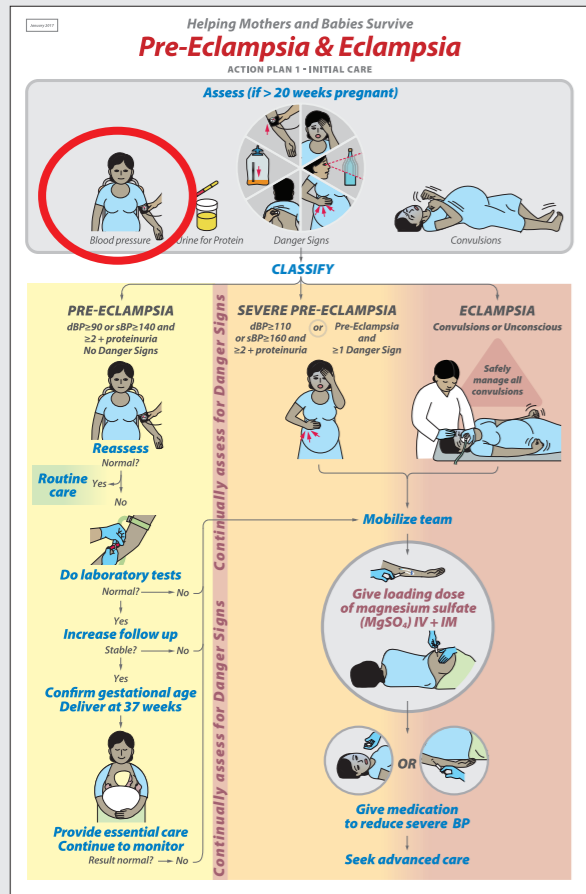 January 2017
Helping Mothers and Babies Survive
Pre-Eclampsia & Eclampsia
ACTION PLAN 1 - INITIAL CARE
Assess (if > 20 weeks pregnant)
Blood pressure
Urine for Protein
Danger Signs
Convulsions
CLASSIFY
PRE-ECLAMPSIA
dBP≥90 or sBP≥140 and
≥2 + proteinuria
No Danger Signs
Reassess
Normal?
Routine
care
Yes
No
Do laboratory tests
Normal?
No
Yes
Increase follow up
Stable?
No
Yes
Confirm gestational age
Deliver at 37 weeks
Provide essential care
Continue to monitor
Result normal?
No
Continually assess for Danger Signs
Continually assess for Danger Signs
SEVERE PRE-ECLAMPSIA
dBP≥110
or sBP≥160 and
≥2 + proteinuria
or
Pre-Eclampsia
and
≥1 Danger Sign
ECLAMPSIA
Convulsions or Unconscious
Safely
manage all
convulsions
Mobilize team
Give loading dose
of magnesium sulfate
(MgSO₄) IV + IM
OR
Give medication
to reduce severe BP
Seek advanced care